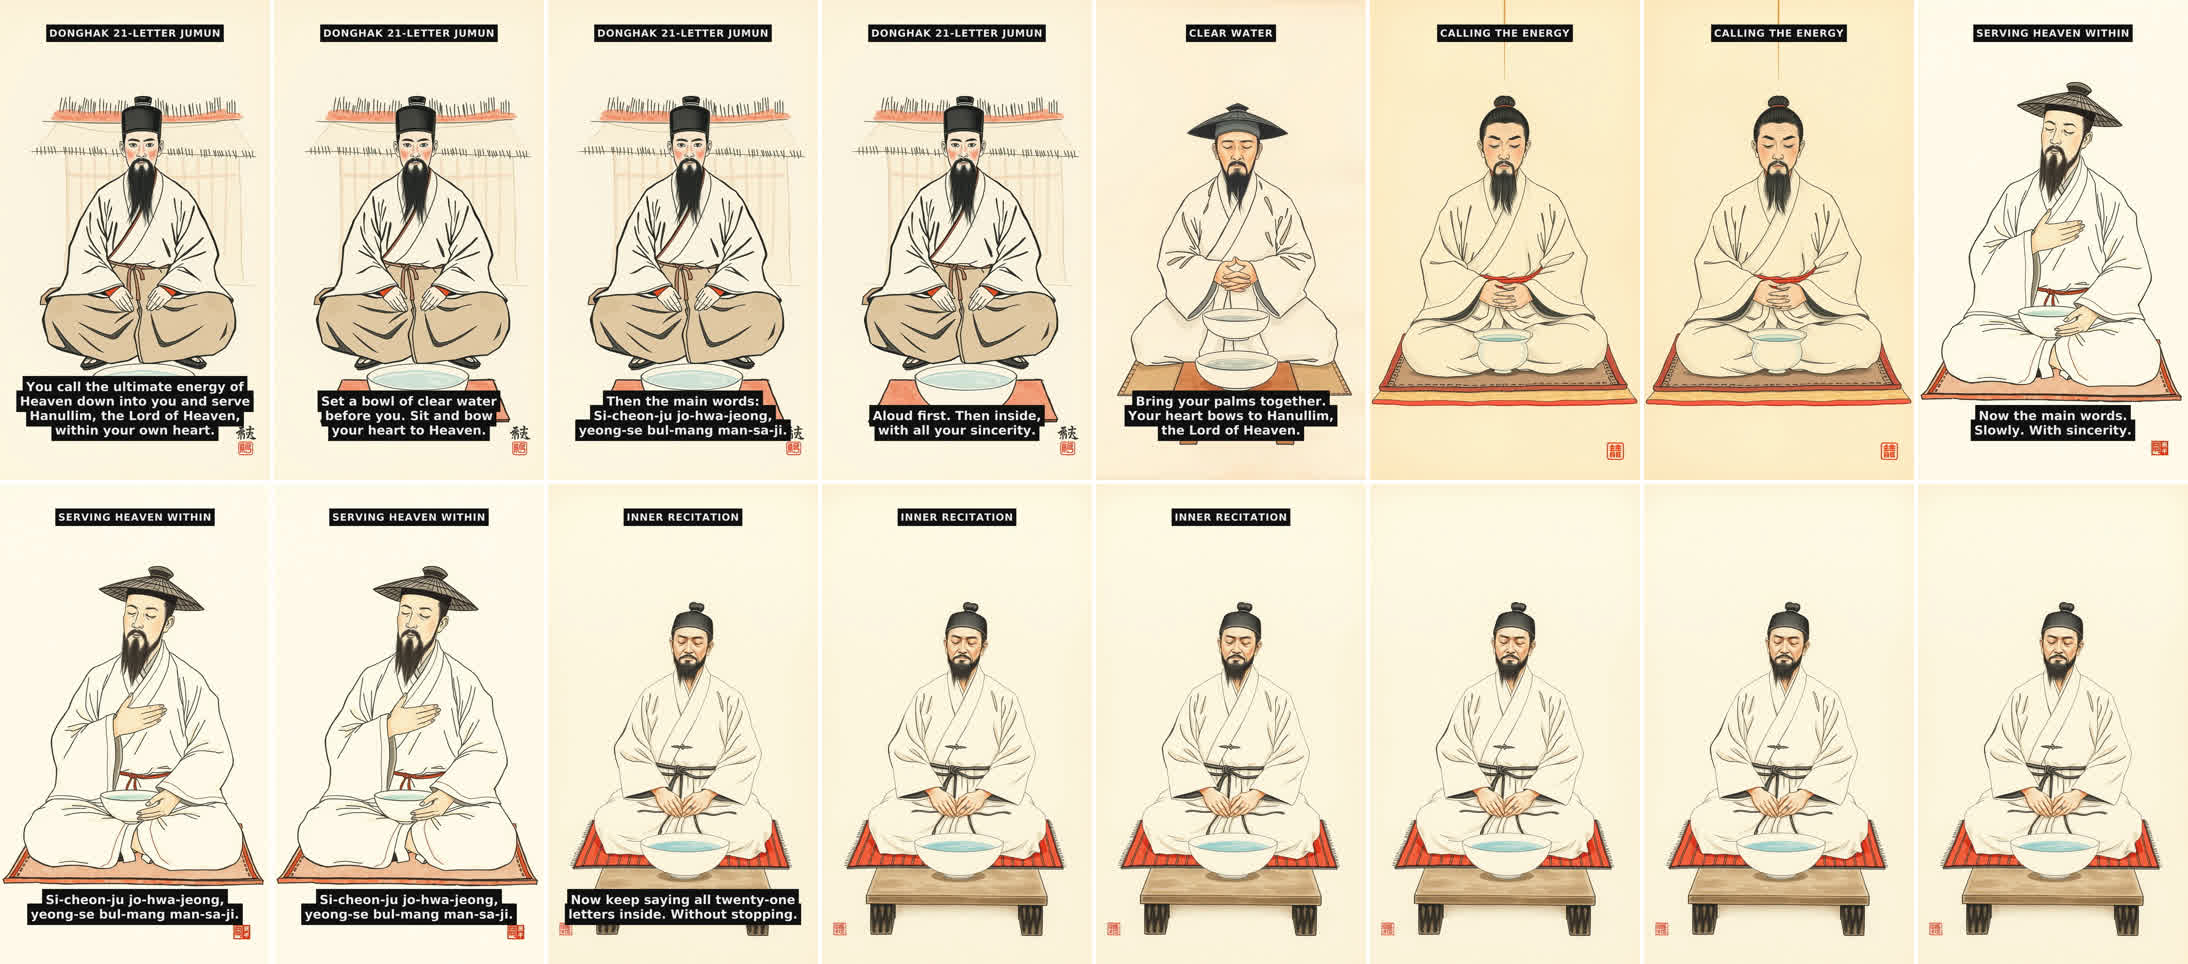 DONGHAK 21-LETTER JUMUN
You call the ultimate energy of
Heaven down into you and serve
Hanullim, the Lord of Heaven,
within your own heart.
DONGHAK 21-LETTER JUMUN
Set a bowl of clear water
before you. Sit and bow
your heart to Heaven.
DONGHAK 21-LETTER JUMUN
Then the main words:
Si-cheon-ju jo-hwa-jeong,
yeong-se bul-mang man-sa-ji.
DONGHAK 21-LETTER JUMUN
Aloud first. Then inside,
with all your sincerity.
CLEAR WATER
Bring your palms together.
Your heart bows to Hanullim,
the Lord of Heaven.
CALLING THE ENERGY
CALLING THE ENERGY
SERVING HEAVEN WITHIN
Now the main words.
Slowly. With sincerity.
SERVING HEAVEN WITHIN
Si-cheon-ju jo-hwa-jeong,
yeong-se bul-mang man-sa-ji.
SERVING HEAVEN WITHIN
Si-cheon-ju jo-hwa-jeong,
yeong-se bul-mang man-sa-ji.
INNER RECITATION
Now keep saying all twenty-one
letters inside. Without stopping.
INNER RECITATION
INNER RECITATION